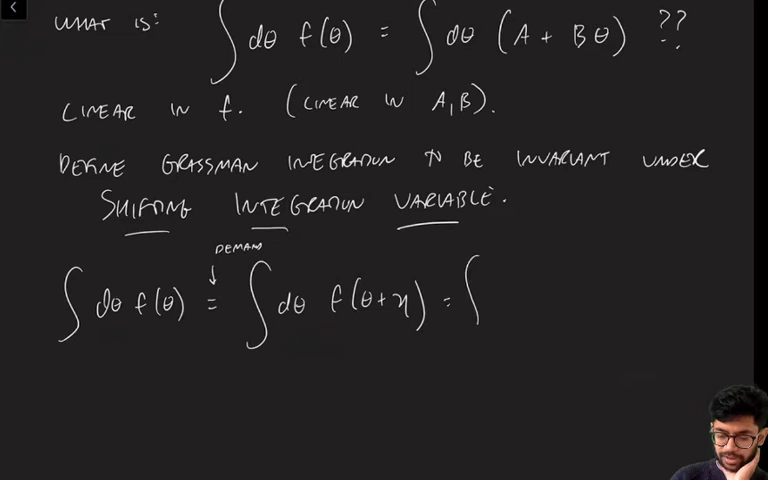 WHAT IS: ∫ dθ f(θ) = ∫ dθ (A + Bθ) ??
LINEAR IN f. (LINEAR IN A,B).
DEFINE GRASSMAN INTEGRATION TO BE INVARIANT UNDER
SHIFTING INTEGRATION VARIABLE.
DEMAND
∫ dθ f(θ) = ∫ dθ f(θ+η) = ∫